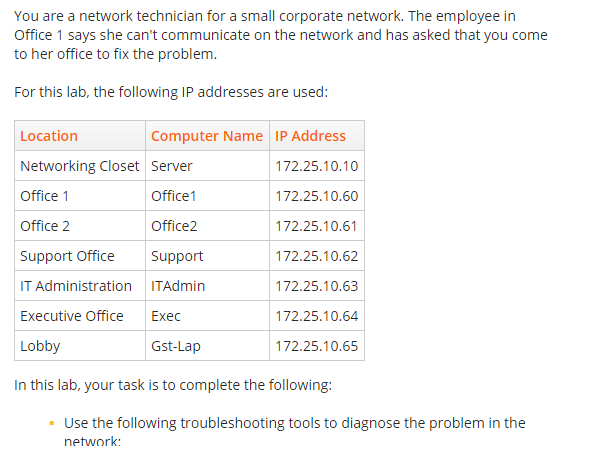 You are a network technician for a small corporate network. The employee in
Office 1 says she can't communicate on the network and has asked that you come
to her office to fix the problem.
For this lab, the following IP addresses are used:
Location Computer Name IP Address
Networking Closet Server 172.25.10.10
Office 1 Office1 172.25.10.60
Office 2 Office2 172.25.10.61
Support Office Support 172.25.10.62
IT Administration ITAdmin 172.25.10.63
Executive Office Exec 172.25.10.64
Lobby Gst-Lap 172.25.10.65
In this lab, your task is to complete the following:
Use the following troubleshooting tools to diagnose the problem in the
network: